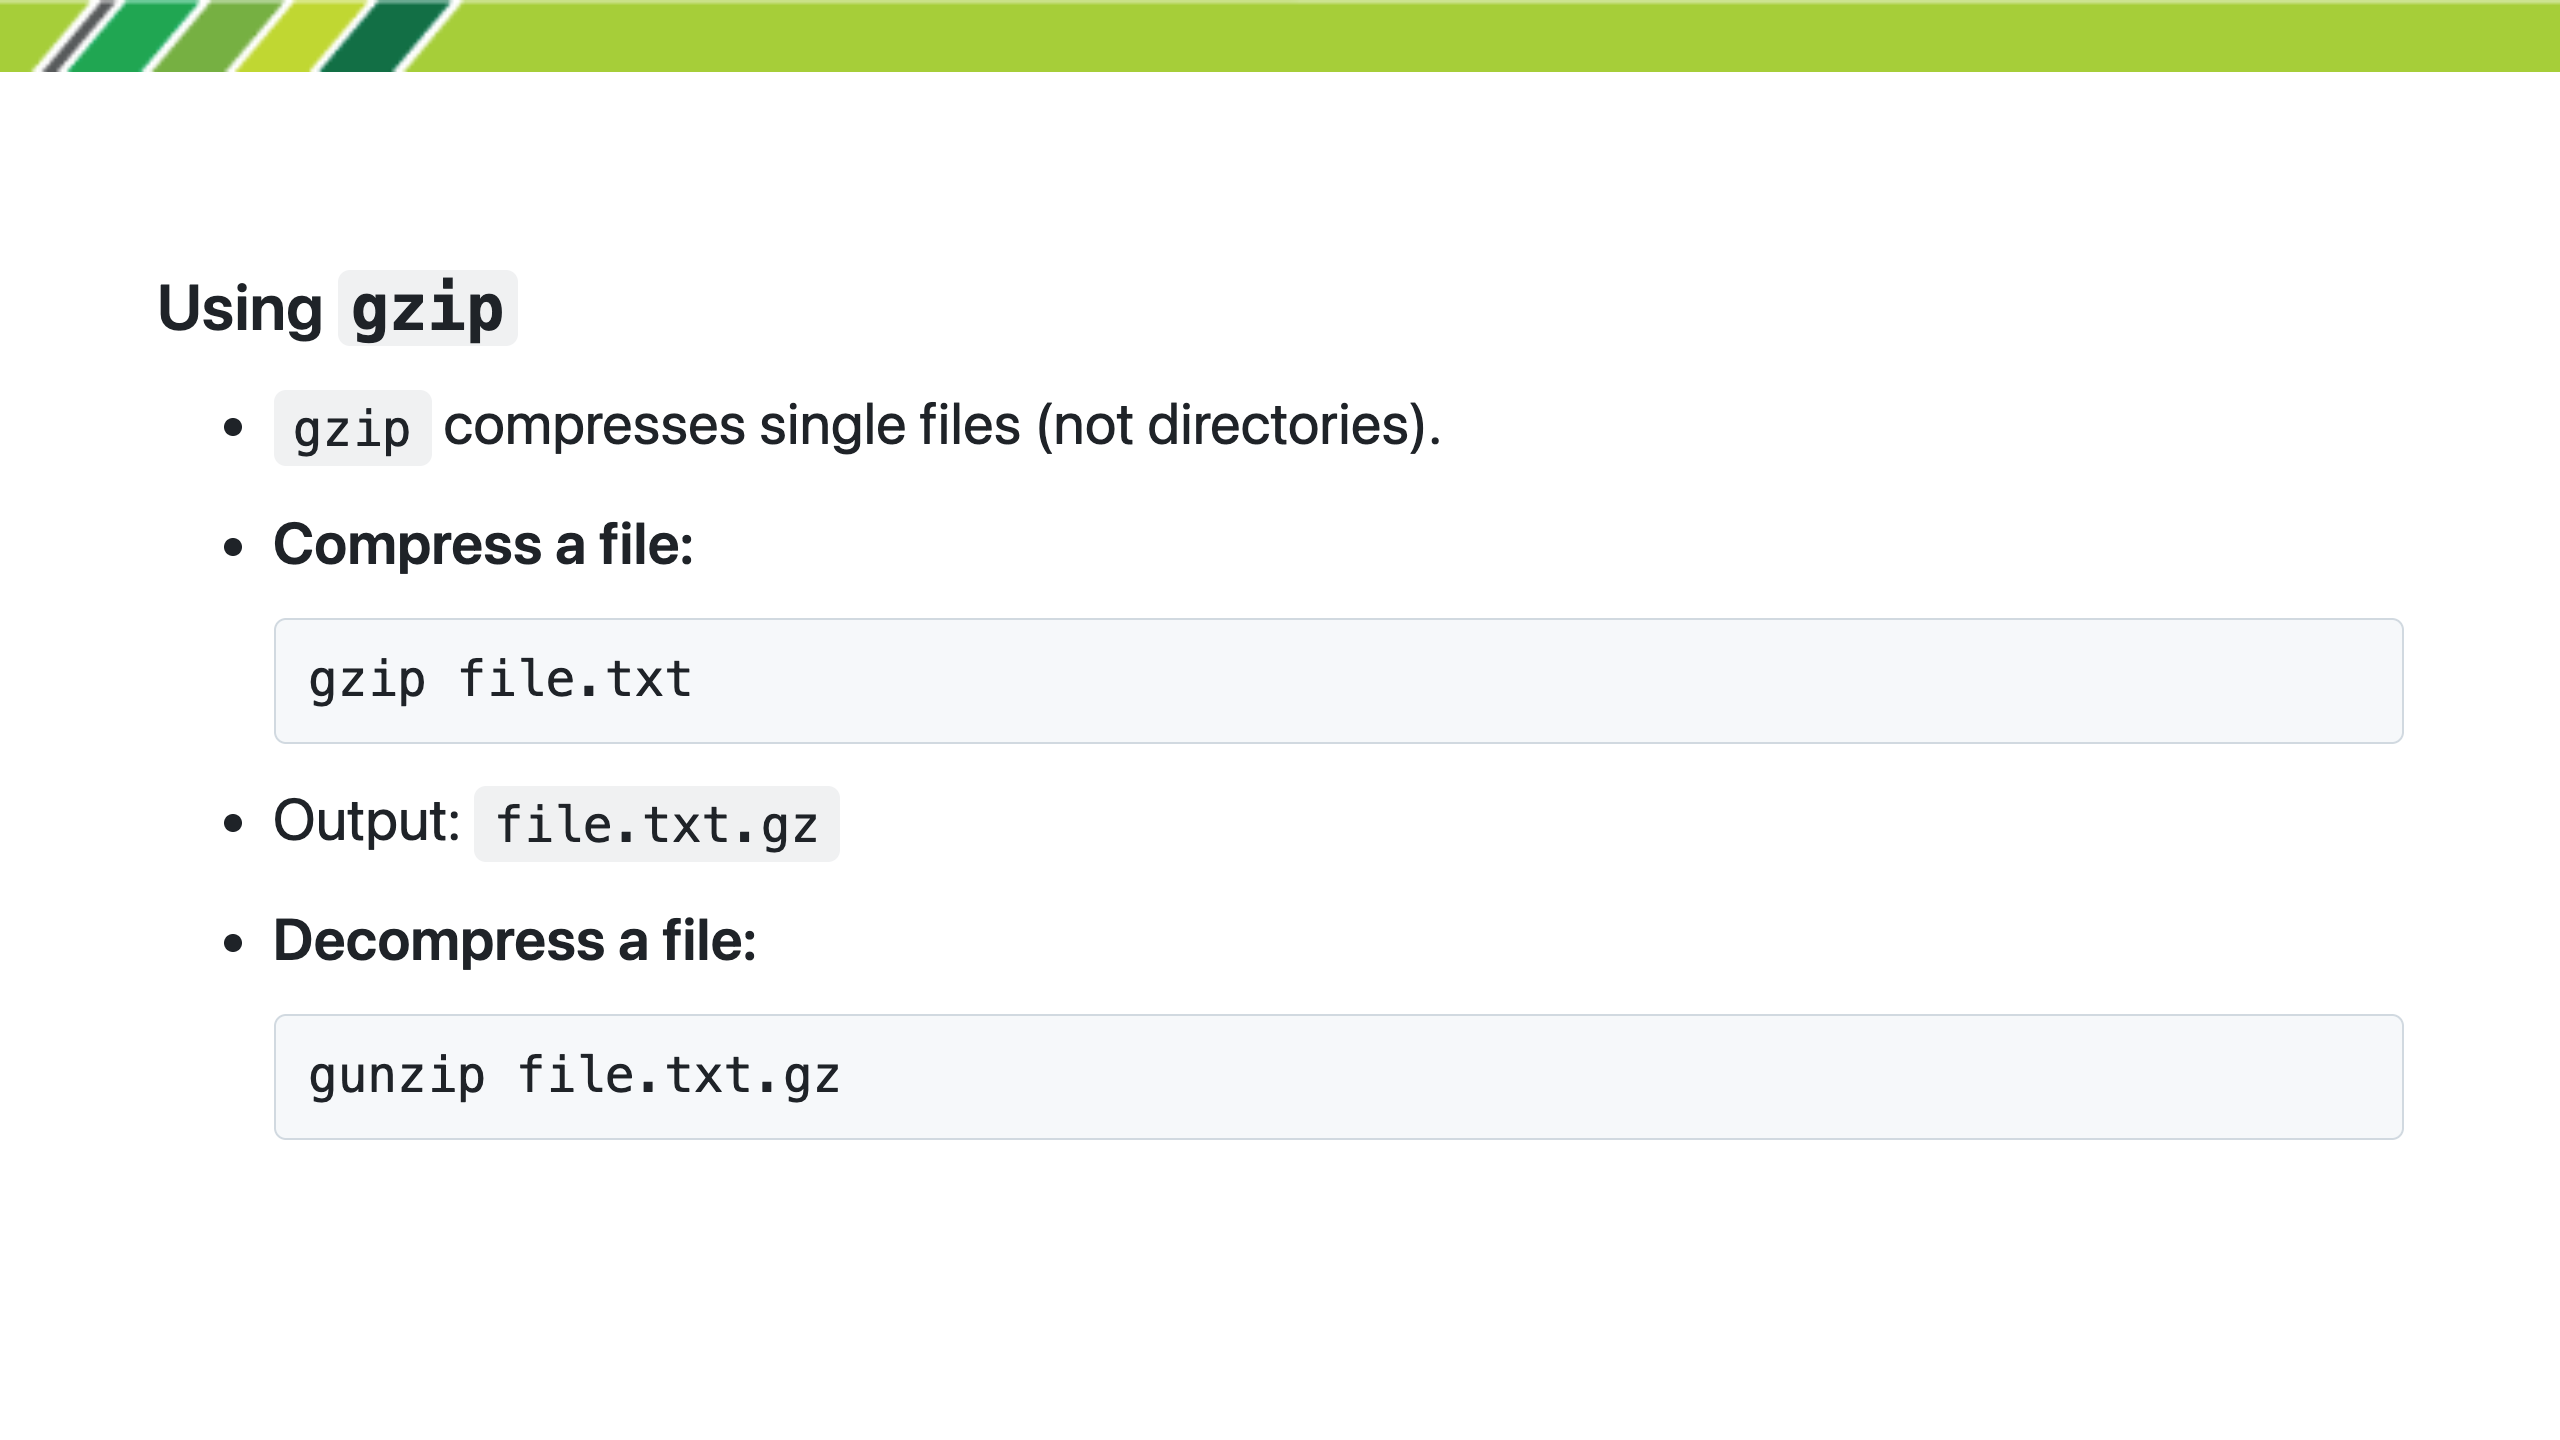 Using gzip
gzip compresses single files (not directories).
Compress a file:
gzip file.txt
Output: file.txt.gz
Decompress a file:
gunzip file.txt.gz